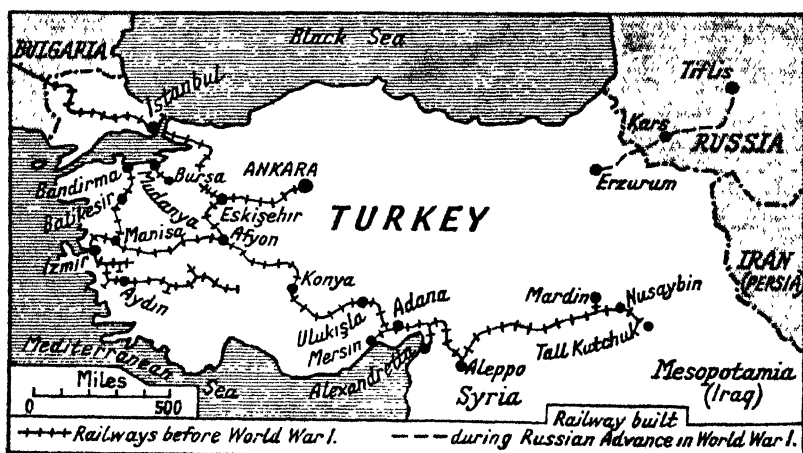 Black Sea
BULGARIA
Tiflis
Istanbul
Kars
RUSSIA
Bandirma
Bursa
ANKARA
Erzurum
Mudanya
Balikesir
Eskişehir
TURKEY
Manisa
Afyon
Izmir
IRAN
(PERSIA)
Aydın
Konya
Mardin
Nusaybin
Ulukışla
Adana
Mersin
Tall Kutchuk
Mediterranean
Sea
Alexandretta
Aleppo
Mesopotamia
(Iraq)
Syria
Miles
0 500
Railway built
Railways before World War I.
during Russian Advance in World War I.